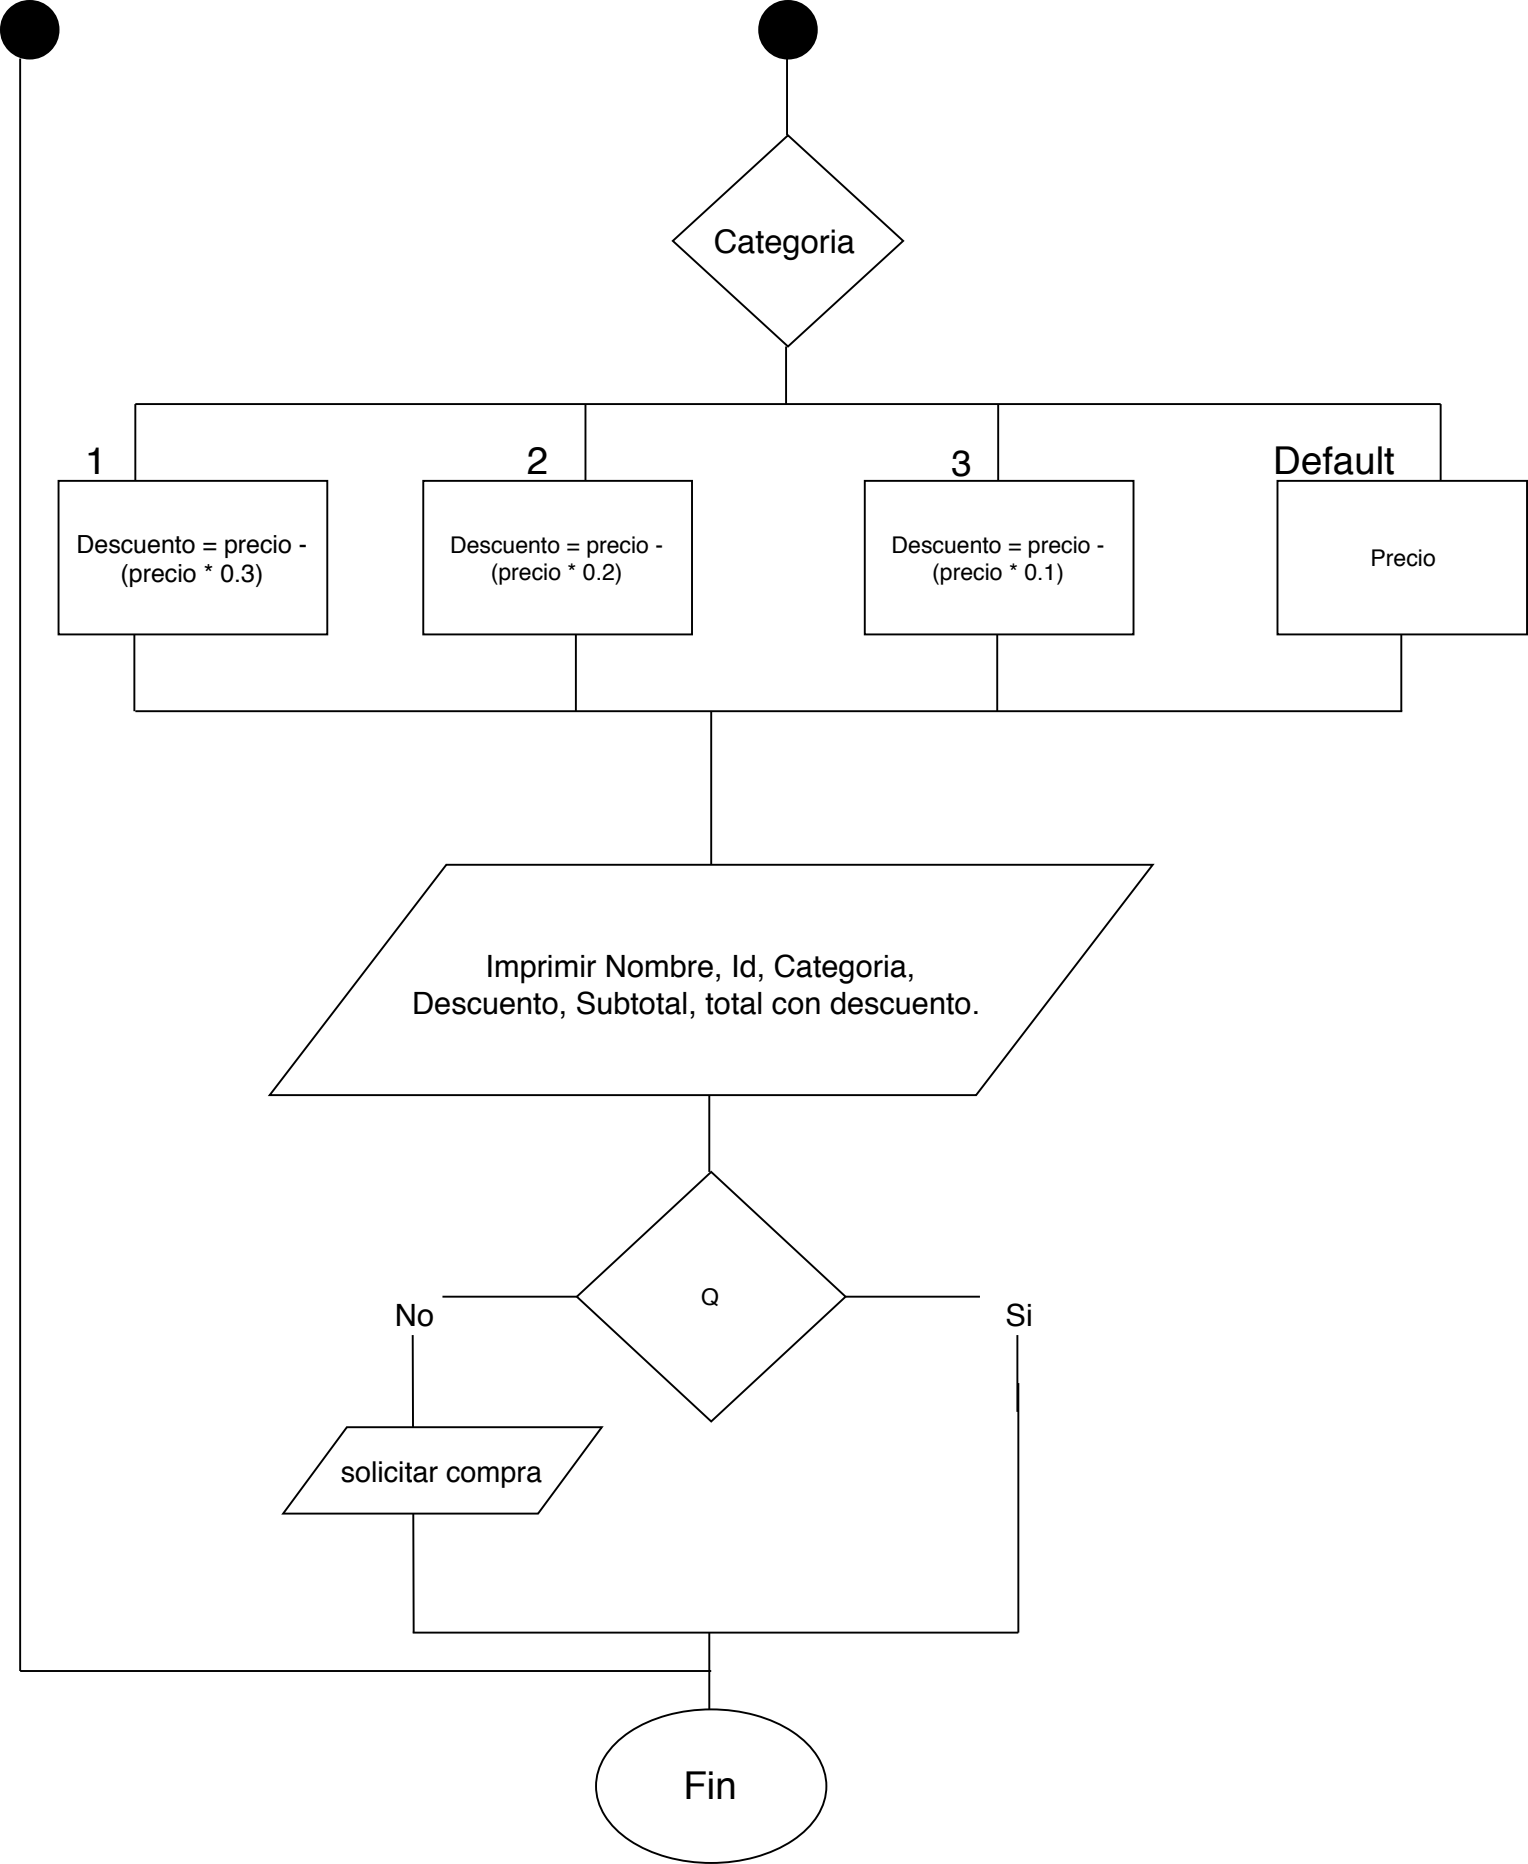 Categoria
1
2
3
Default
Descuento = precio -
(precio * 0.3)
Descuento = precio -
(precio * 0.2)
Descuento = precio -
(precio * 0.1)
Precio
Imprimir Nombre, Id, Categoria,
Descuento, Subtotal, total con descuento.
Q
No
Si
solicitar compra
Fin